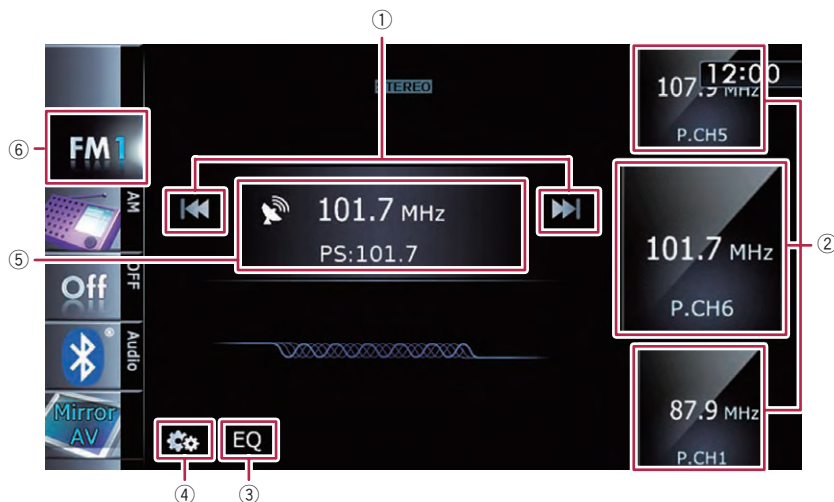 ①
STEREO
12:00
107.9 MHz
P.CH5
⑥
FM1
AM
101.7 MHz
PS:101.7
②
101.7 MHz
P.CH6
⑤
OFF
Off
Audio
®
Mirror
AV
87.9 MHz
P.CH1
EQ
④
③